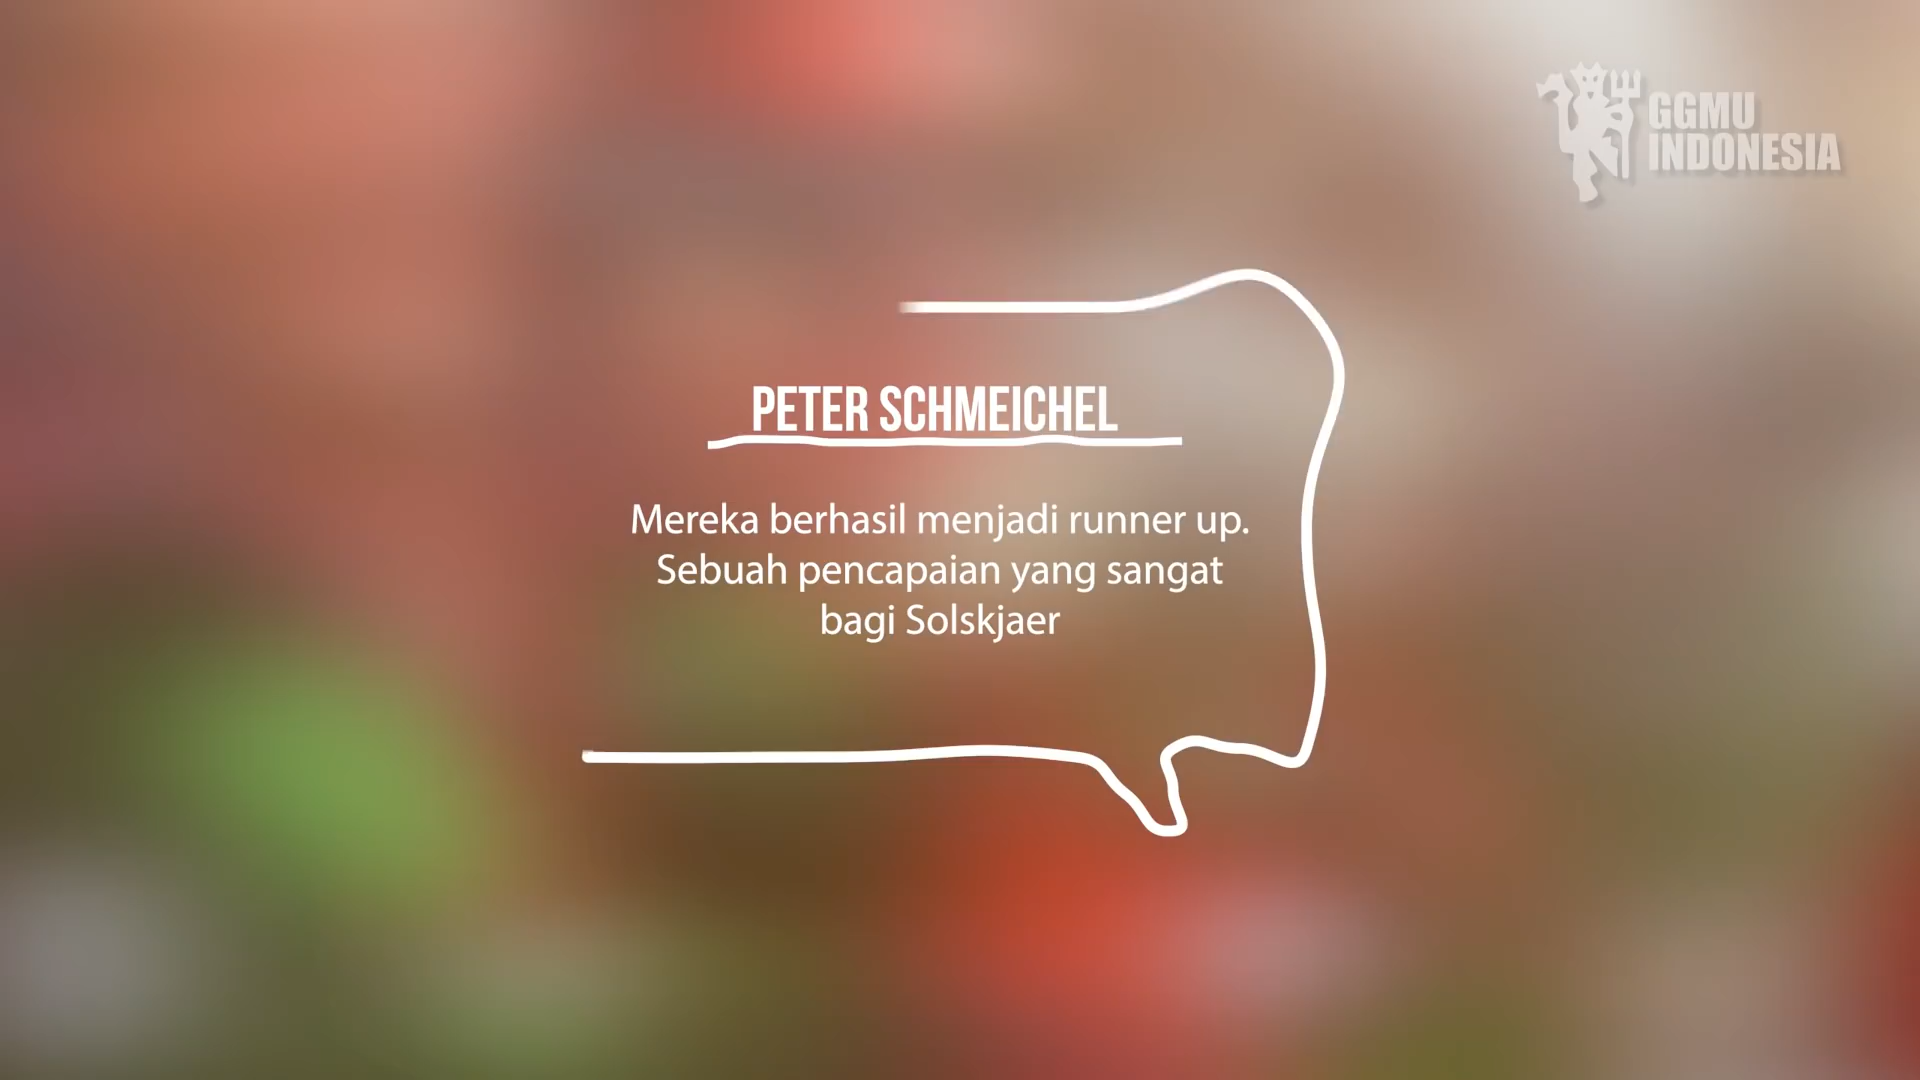 GGMU
INDONESIA
PETER SCHMEICHEL
Mereka berhasil menjadi runner up.
Sebuah pencapaian yang sangat
bagi Solskjaer